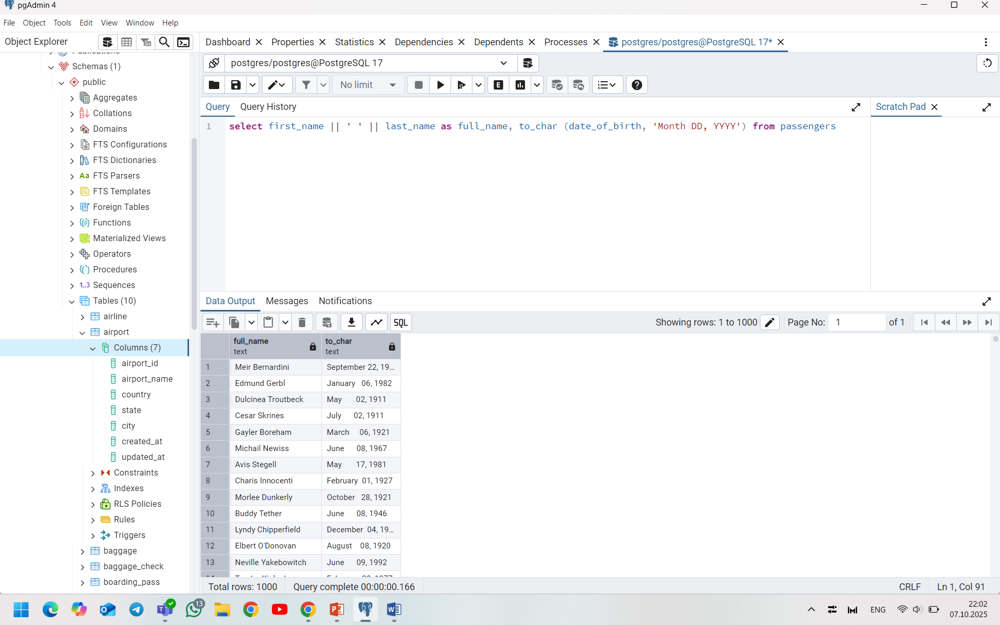 pgAdmin 4
File Object Tools Edit View Window Help
Object Explorer
Dashboard Properties Statistics Dependencies Dependents Processes postgres/postgres@PostgreSQL 17*
postgres/postgres@PostgreSQL 17
No limit
Query Query History
Scratch Pad
1 select first_name || ' ' || last_name as full_name, to_char (date_of_birth, 'Month DD, YYYY') from passengers
Publications
Schemas (1)
public
Aggregates
Collations
Domains
FTS Configurations
FTS Dictionaries
Aa FTS Parsers
FTS Templates
Foreign Tables
Functions
Materialized Views
Operators
Procedures
1..3 Sequences
Tables (10)
airline
airport
Columns (7)
airport_id
airport_name
country
state
city
created_at
updated_at
Constraints
Indexes
RLS Policies
Rules
Triggers
baggage
baggage_check
boarding_pass
Data Output Messages Notifications
SQL
Showing rows: 1 to 1000
Page No: 1 of 1
full_name text to_char text
1 Meir Bernardini September 22, 19...
2 Edmund Gerbl January 06, 1982
3 Dulcinea Troutbeck May 02, 1911
4 Cesar Skrines July 02, 1911
5 Gayler Boreham March 06, 1921
6 Michail Newiss June 08, 1967
7 Avis Stegell May 17, 1981
8 Charis Innocenti February 01, 1927
9 Morlee Dunkerly October 28, 1921
10 Buddy Tether June 08, 1946
11 Lyndy Chipperfield December 04, 19...
12 Elbert O'Donovan August 08, 1920
13 Neville Yakebowitch June 09, 1992
Total rows: 1000 Query complete 00:00:00.166 CRLF Ln 1, Col 91
13
ENG
22:02
07.10.2025